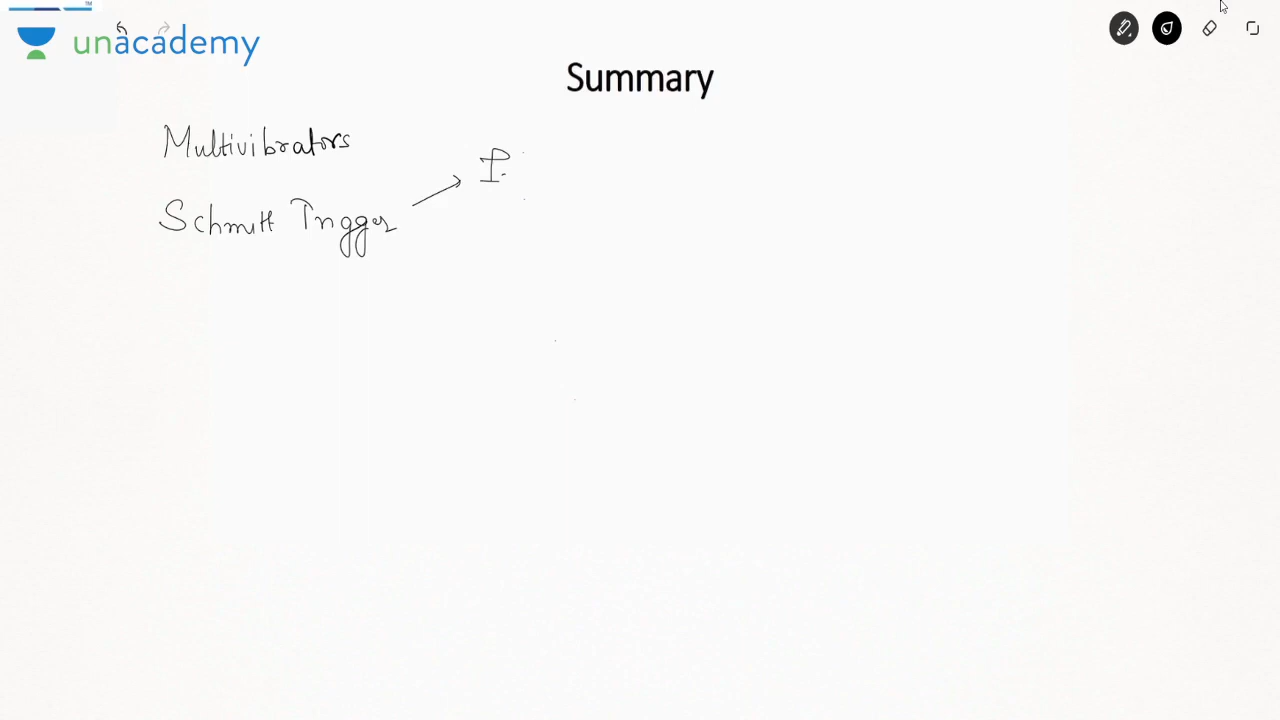 unacademy
Summary
Multivibrators
I.
Schmitt Trigger